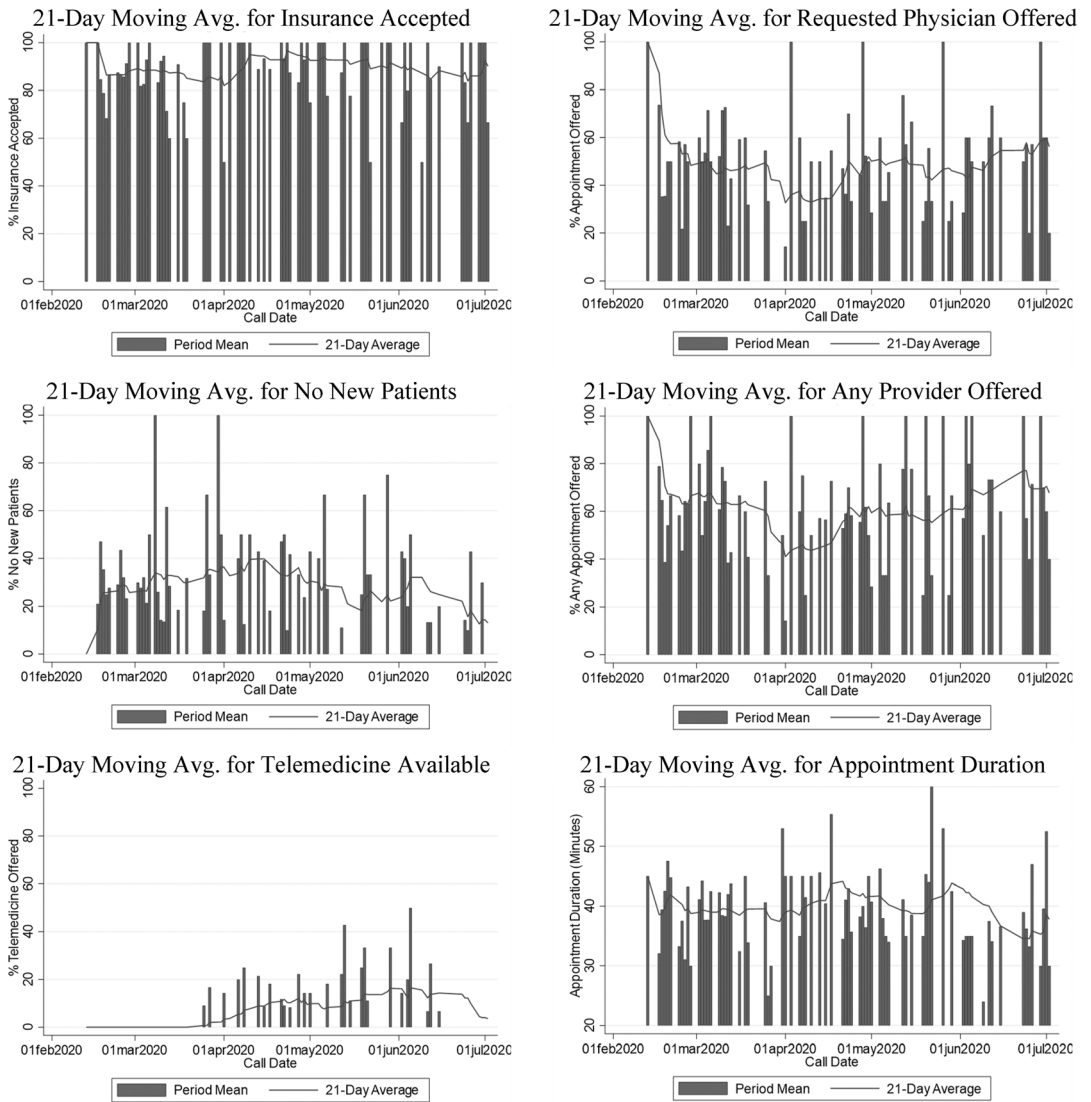 21-Day Moving Avg. for Insurance Accepted
% Insurance Accepted
100
80
60
40
20
0
01feb2020 01mar2020 01apr2020 01may2020 01jun2020 01jul2020
Call Date
Period Mean 21-Day Average
21-Day Moving Avg. for Requested Physician Offered
% Appointment Offered
100
80
60
40
20
0
01feb2020 01mar2020 01apr2020 01may2020 01jun2020 01jul2020
Call Date
Period Mean 21-Day Average
21-Day Moving Avg. for No New Patients
% No New Patients
100
80
60
40
20
0
01feb2020 01mar2020 01apr2020 01may2020 01jun2020 01jul2020
Call Date
Period Mean 21-Day Average
21-Day Moving Avg. for Any Provider Offered
% Any Appointment Offered
100
80
60
40
20
0
01feb2020 01mar2020 01apr2020 01may2020 01jun2020 01jul2020
Call Date
Period Mean 21-Day Average
21-Day Moving Avg. for Telemedicine Available
% Telemedicine Offered
100
80
60
40
20
0
01feb2020 01mar2020 01apr2020 01may2020 01jun2020 01jul2020
Call Date
Period Mean 21-Day Average
21-Day Moving Avg. for Appointment Duration
Appointment Duration (Minutes)
60
50
40
30
20
01feb2020 01mar2020 01apr2020 01may2020 01jun2020 01jul2020
Call Date
Period Mean 21-Day Average